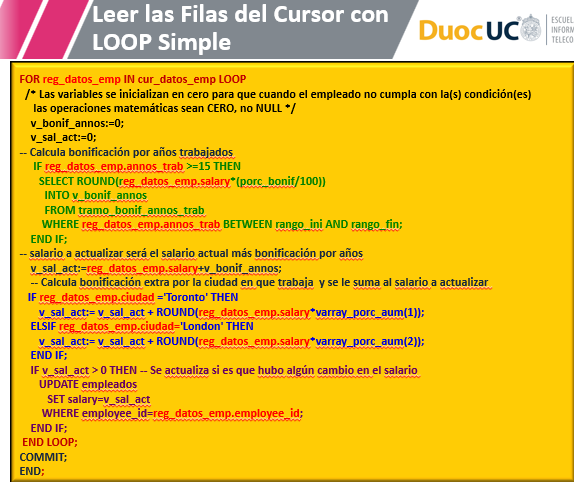 Leer las Filas del Cursor con
LOOP Simple
DuocUC
ESCUEL
INFORM
TELECO
FOR reg_datos_emp IN cur_datos_emp LOOP
/* Las variables se inicializan en cero para que cuando el empleado no cumpla con la(s) condición(es)
las operaciones matemáticas sean CERO, no NULL */
v_bonif_annos:=0;
v_sal_act:=0;
-- Calcula bonificación por años trabajados
IF reg_datos_emp.annos_trab >=15 THEN
SELECT ROUND(reg_datos_emp.salary*(porc_bonif/100))
INTO v_bonif_annos
FROM tramo_bonif_annos_trab
WHERE reg_datos_emp.annos_trab BETWEEN rango_ini AND rango_fin;
END IF;
-- salario a actualizar será el salario actual más bonificación por años
v_sal_act:=reg_datos_emp.salary+v_bonif_annos;
-- Calcula bonificación extra por la ciudad en que trabaja y se le suma al salario a actualizar
IF reg_datos_emp.ciudad ='Toronto' THEN
v_sal_act:= v_sal_act + ROUND(reg_datos_emp.salary*varray_porc_aum(1));
ELSIF reg_datos_emp.ciudad='London' THEN
v_sal_act:= v_sal_act + ROUND(reg_datos_emp.salary*varray_porc_aum(2));
END IF;
IF v_sal_act > 0 THEN -- Se actualiza si es que hubo algún cambio en el salario
UPDATE empleados
SET salary=v_sal_act
WHERE employee_id=reg_datos_emp.employee_id;
END IF;
END LOOP;
COMMIT;
END;